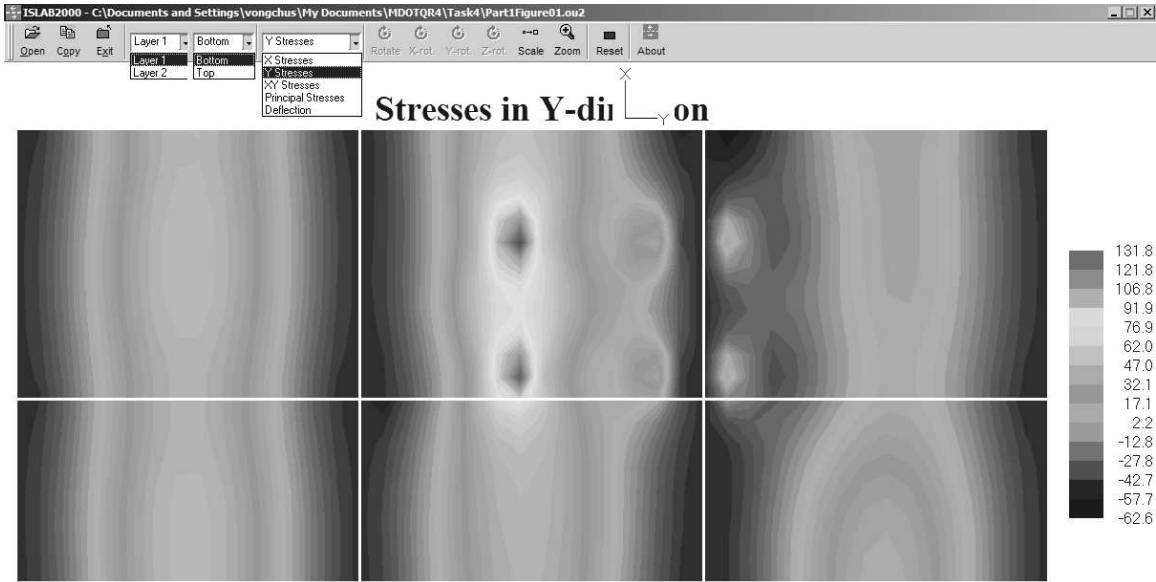 ISLAB2000 - C:\Documents and Settings\vongchus\My Documents\MDOTQR4\Task4\Part1Figure01.ou2
Open Copy Exit Layer 1 Bottom Y Stresses Rotate X-rot. Y-rot. Z-rot. Scale Zoom Reset About
Layer 1 Bottom X Stresses
Layer 2 Top Y Stresses
XY Stresses
Principal Stresses
Deflection
X
Stresses in Y-di on
Y
131.8
121.8
106.8
91.9
76.9
62.0
47.0
32.1
17.1
2.2
-12.8
-27.8
-42.7
-57.7
-62.6